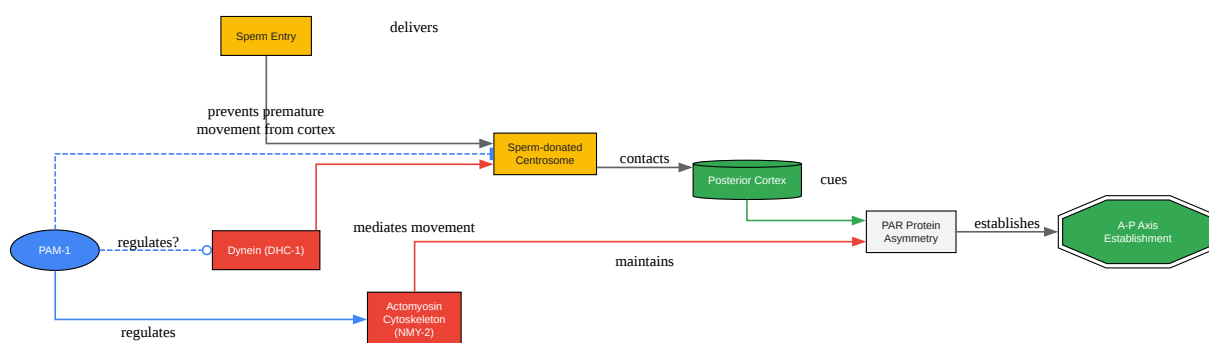 delivers
Sperm Entry
prevents premature
movement from cortex
Sperm-donated
Centrosome
contacts
Posterior Cortex
cues
PAR Protein
Asymmetry
establishes
A-P Axis
Establishment
PAM-1
regulates?
Dynein (DHC-1)
mediates movement
maintains
Actomyosin
Cytoskeleton
(NMY-2)
regulates